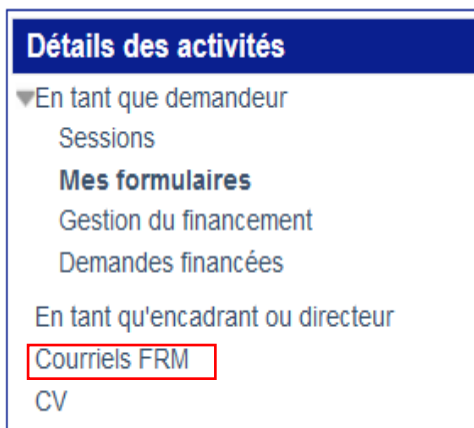 Détails des activités
En tant que demandeur
Sessions
Mes formulaires
Gestion du financement
Demandes financées
En tant qu'encadrant ou directeur
Courriels FRM
CV